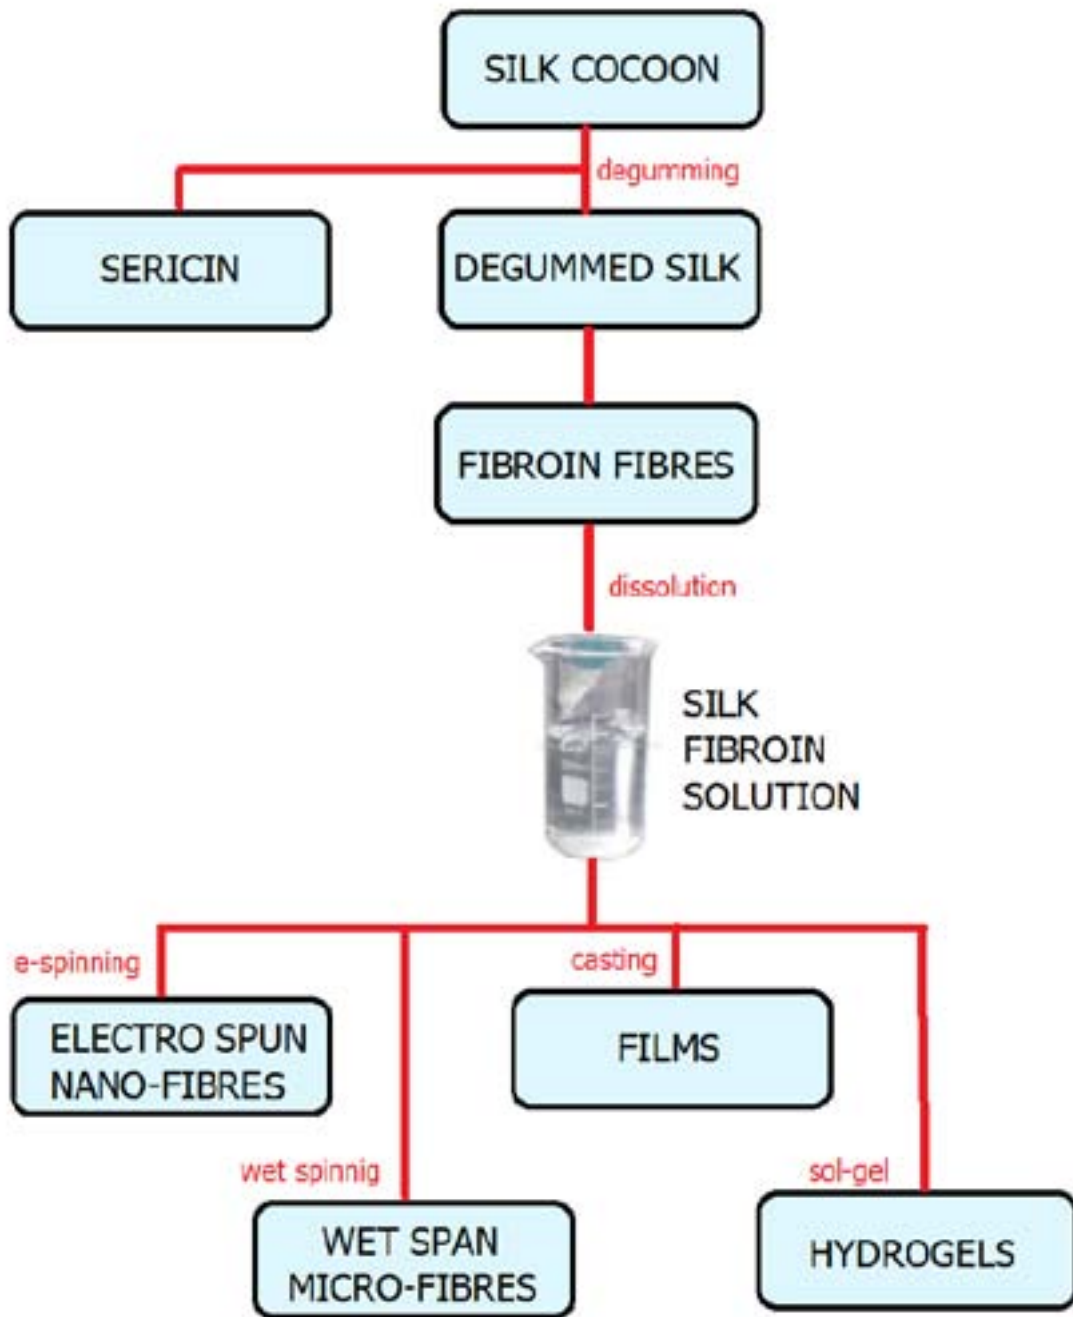 SILK COCOON
degumming
SERICIN
DEGUMMED SILK
FIBROIN FIBRES
dissolution
SILK
FIBROIN
SOLUTION
e-spinning
casting
ELECTRO SPUN
NANO-FIBRES
FILMS
wet spinnig
sol-gel
WET SPAN
MICRO-FIBRES
HYDROGELS